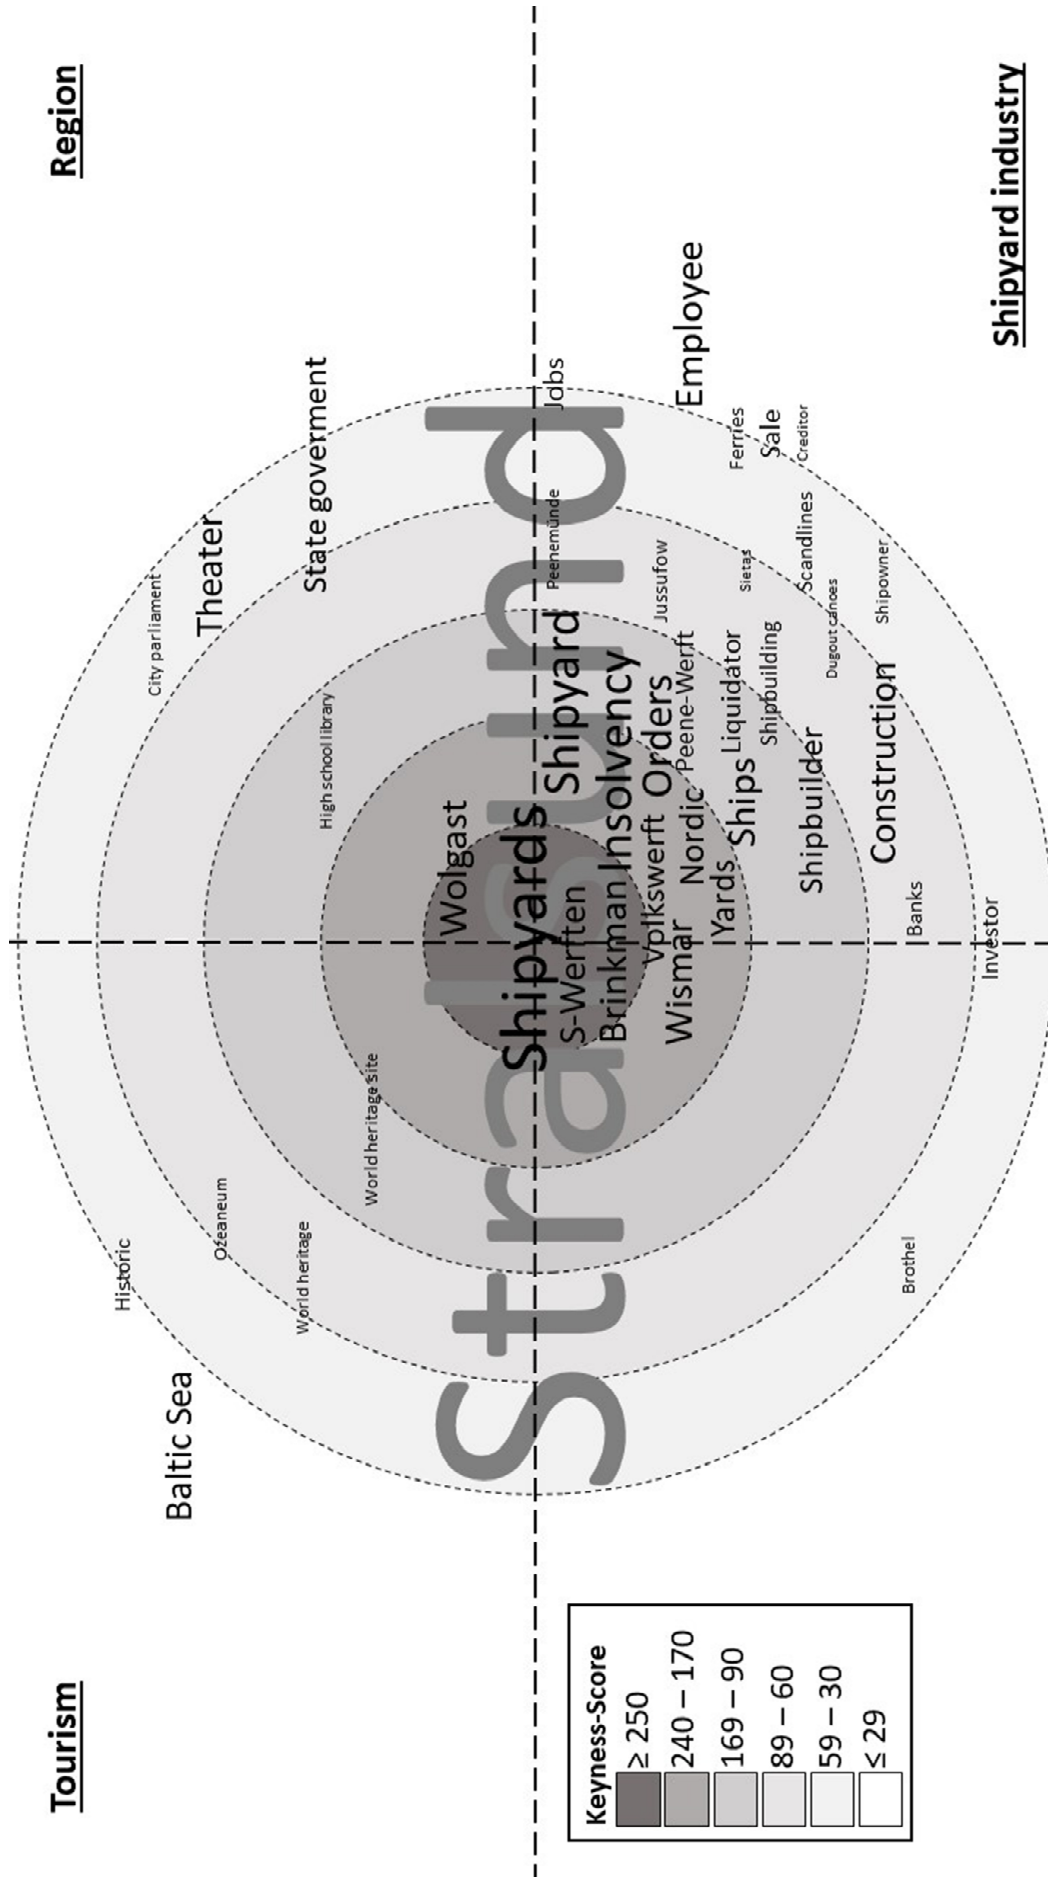 Tourism
Region
Historic
City parliament
Baltic Sea
Theater
Ozeaneum
World heritage
State goverment
High school library
World heritage site
Wolgast
Stralsund
Shipyards
Peenemünde
Jobs
Shipyard
S-Werften
Brinkman
Insolvency
Volkswerft
Orders
Jussufow
Wismar
Nordic
Peene-Werft
Employee
Yards
Ships
Liquidator
Sietas
Ferries
Shipbuilding
Sale
Shipbuilder
Scandlines
Creditor
Dugout canoes
Construction
Shipowner
Brothel
Banks
Investor
Shipyard industry
Keyness-Score
≥ 250
240 – 170
169 – 90
89 – 60
59 – 30
≤ 29